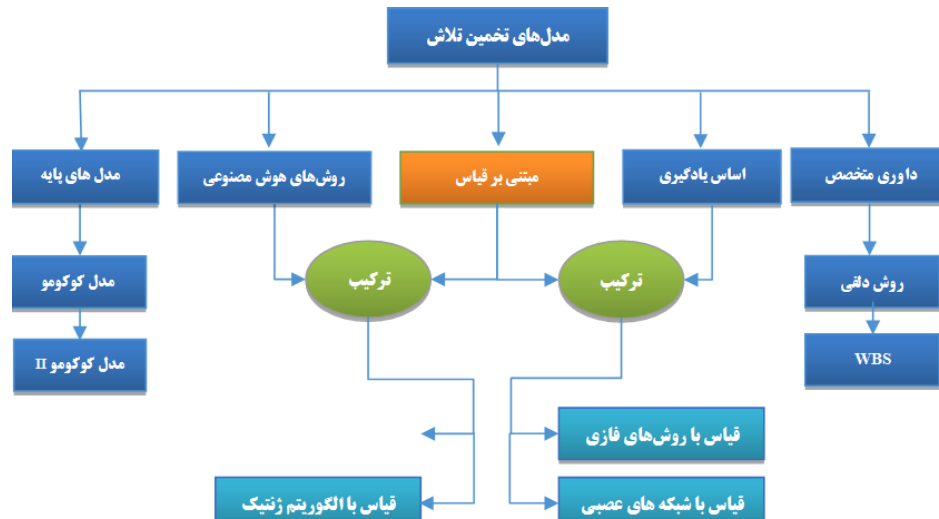 مدل‌های تخمین تلاش
داوری متخصص
اساس یادگیری
مبتنی بر قیاس
روش‌های هوش مصنوعی
مدل های پایه
روش دلفی
ترکیب
ترکیب
مدل کوکومو
WBS
مدل کوکومو II
قیاس با روش‌های فازی
قیاس با شبکه های عصبی
قیاس با الگوریتم ژنتیک